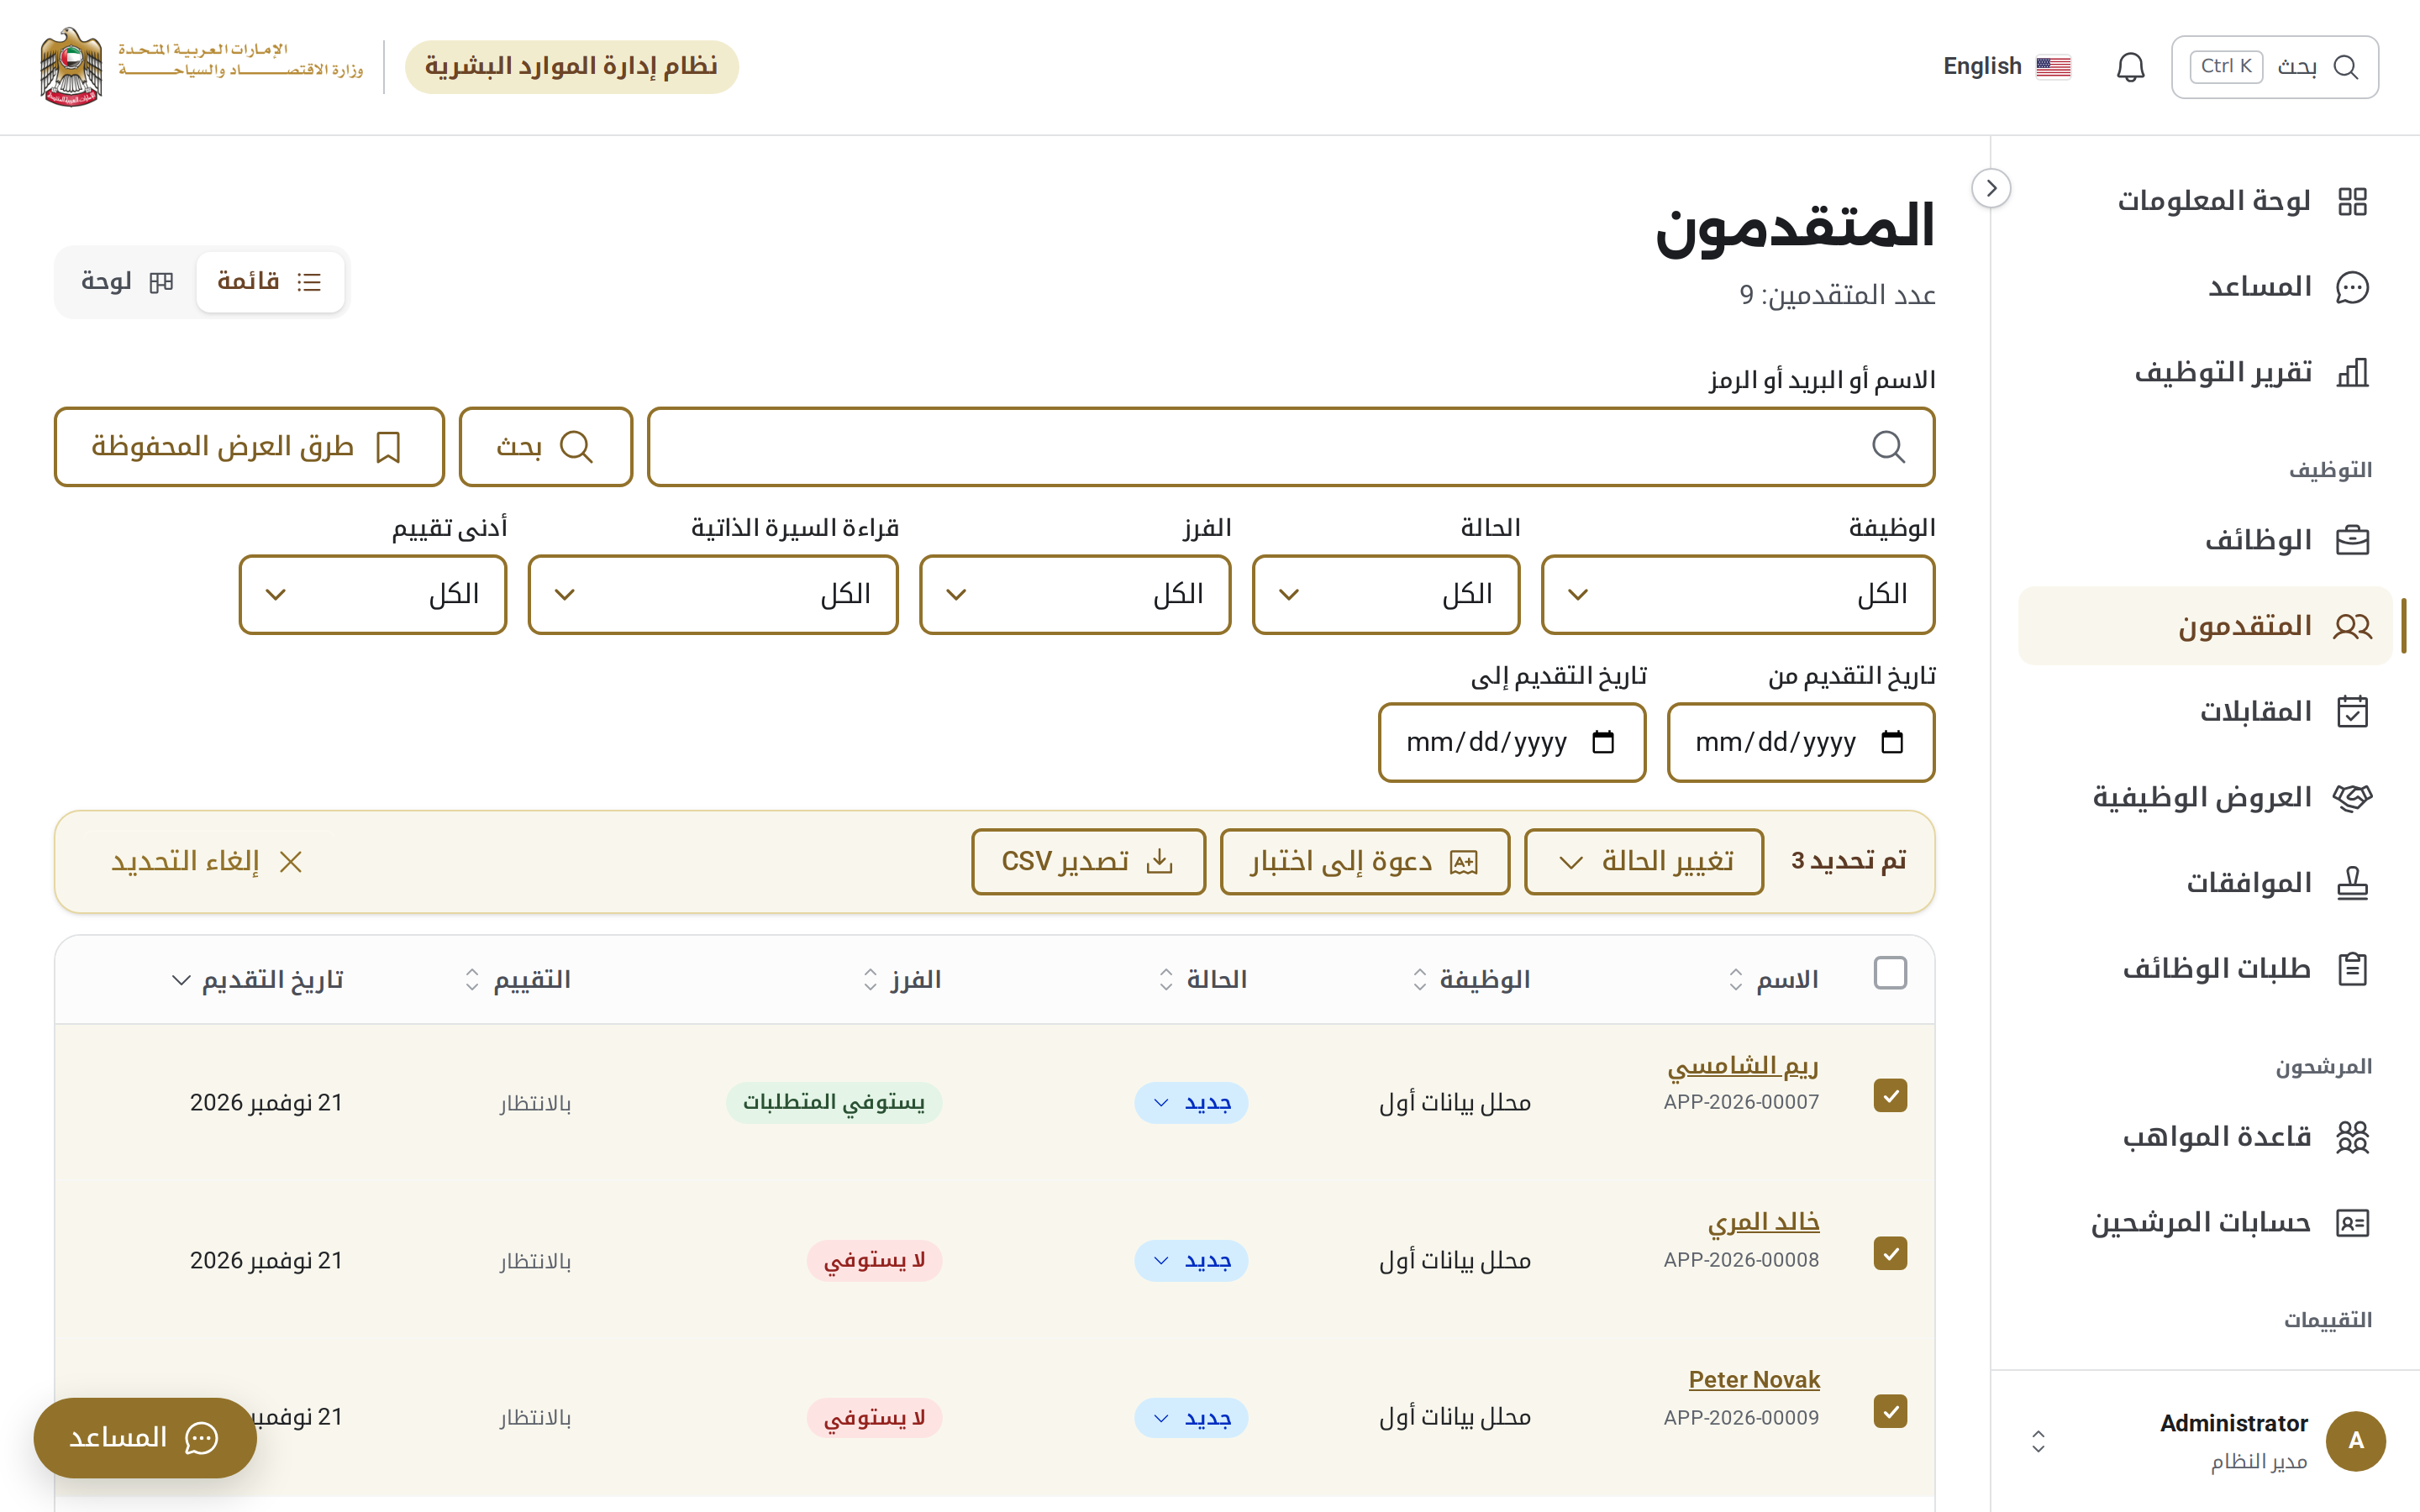 الإمارات العربية المتحدة
وزارة الاقتصاد والسياحة
نظام إدارة الموارد البشرية
English
بحث Ctrl K
لوحة المعلومات
المساعد
تقرير التوظيف
التوظيف
الوظائف
المتقدمون
المقابلات
العروض الوظيفية
الموافقات
طلبات الوظائف
المرشحون
قاعدة المواهب
حسابات المرشحين
التقييمات
Administrator
مدير النظام
A
المتقدمون
عدد المتقدمين: 9
قائمة
لوحة
الاسم أو البريد أو الرمز
بحث
طرق العرض المحفوظة
الوظيفة
الحالة
الفرز
قراءة السيرة الذاتية
أدنى تقييم
الكل
الكل
الكل
الكل
الكل
تاريخ التقديم من
تاريخ التقديم إلى
mm/dd/yyyy
mm/dd/yyyy
تم تحديد 3
تغيير الحالة
دعوة إلى اختبار
تصدير CSV
إلغاء التحديد
الاسم
الوظيفة
الحالة
الفرز
التقييم
تاريخ التقديم
ريم الشامسي
APP-2026-00007
محلل بيانات أول
جديد
يستوفي المتطلبات
بالانتظار
21 نوفمبر 2026
خالد المري
APP-2026-00008
محلل بيانات أول
جديد
لا يستوفي
بالانتظار
21 نوفمبر 2026
Peter Novak
APP-2026-00009
محلل بيانات أول
جديد
لا يستوفي
بالانتظار
21 نوفمبر
المساعد